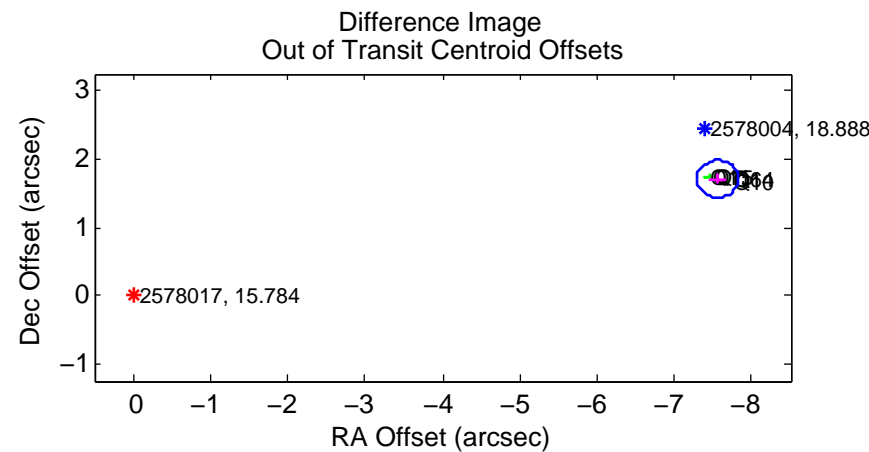 Difference Image
Out of Transit Centroid Offsets
Dec Offset (arcsec)
3
2
1
0
−1
2578004, 18.888
2578017, 15.784
0 −1 −2 −3 −4 −5 −6 −7 −8
RA Offset (arcsec)